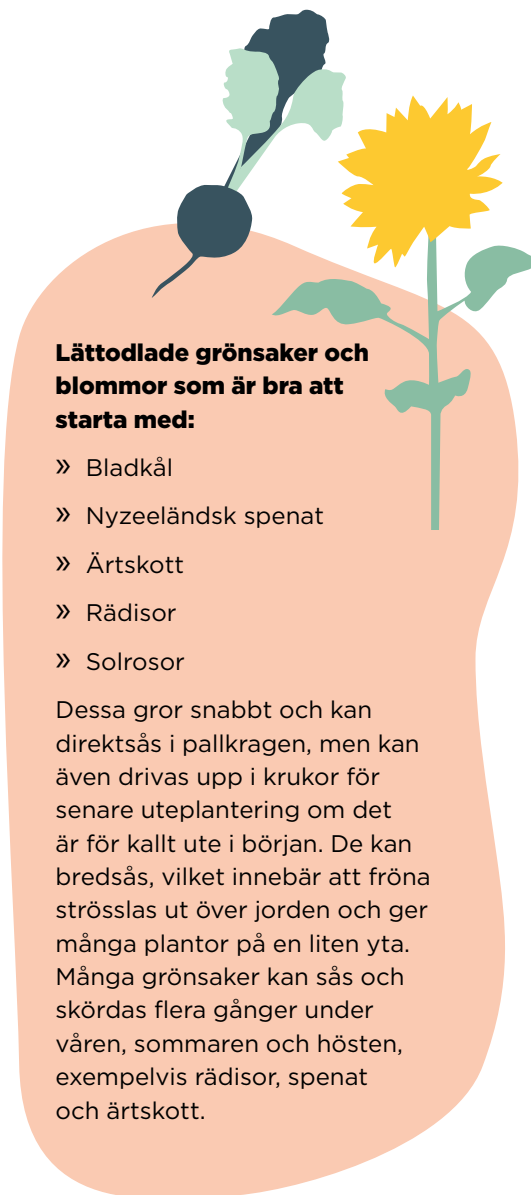 Lättodlade grönsaker och
blommor som är bra att
starta med:
» Bladkål
» Nyzeeländsk spenat
» Ärtskott
» Rädisor
» Solrosor
Dessa gror snabbt och kan
direktsås i pallkragen, men kan
även drivas upp i krukor för
senare uteplantering om det
är för kallt ute i början. De kan
bredsås, vilket innebär att fröna
strösslas ut över jorden och ger
många plantor på en liten yta.
Många grönsaker kan sås och
skördas flera gånger under
våren, sommaren och hösten,
exempelvis rädisor, spenat
och ärtskott.